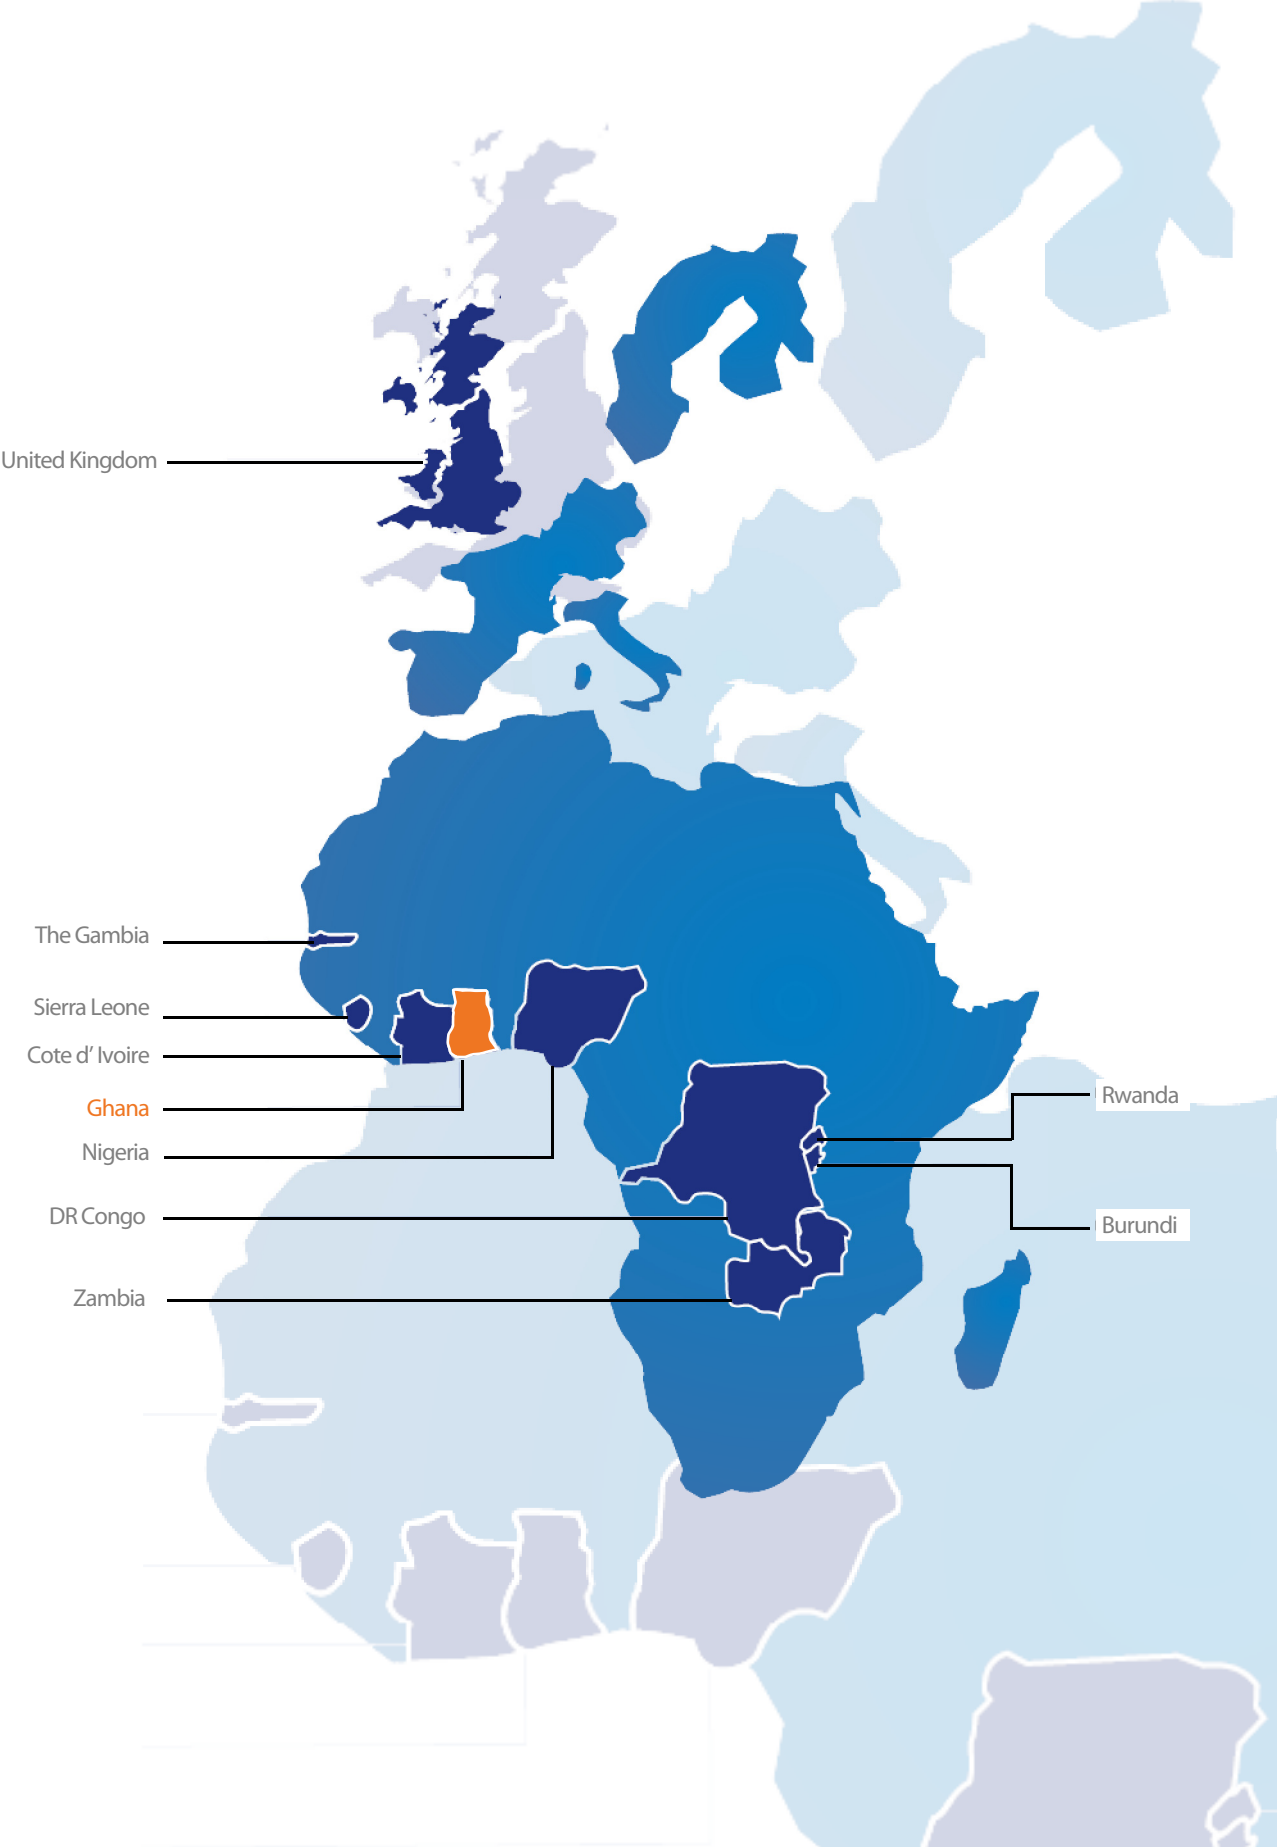 United Kingdom
The Gambia
Sierra Leone
Cote d’ Ivoire
Ghana
Nigeria
DR Congo
Zambia
Rwanda
Burundi